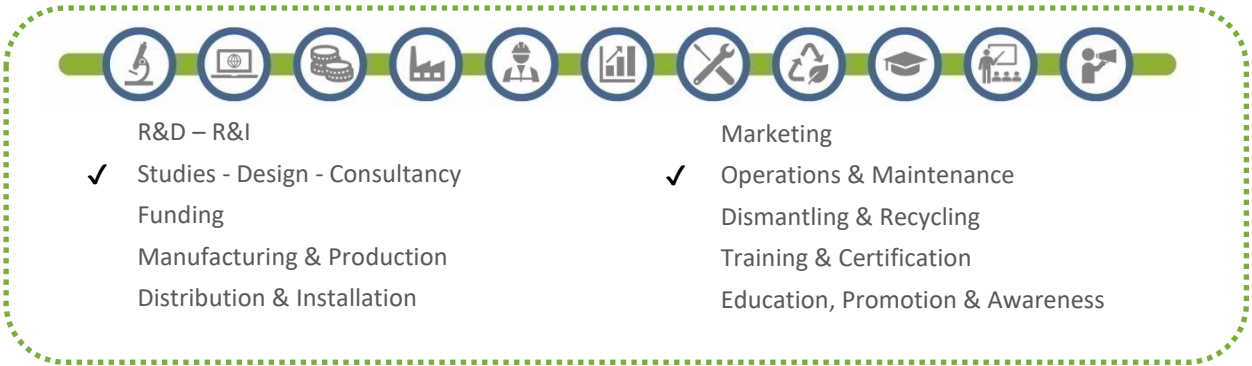 R&D – R&I
✓ Studies - Design - Consultancy
Funding
Manufacturing & Production
Distribution & Installation
Marketing
✓ Operations & Maintenance
Dismantling & Recycling
Training & Certification
Education, Promotion & Awareness